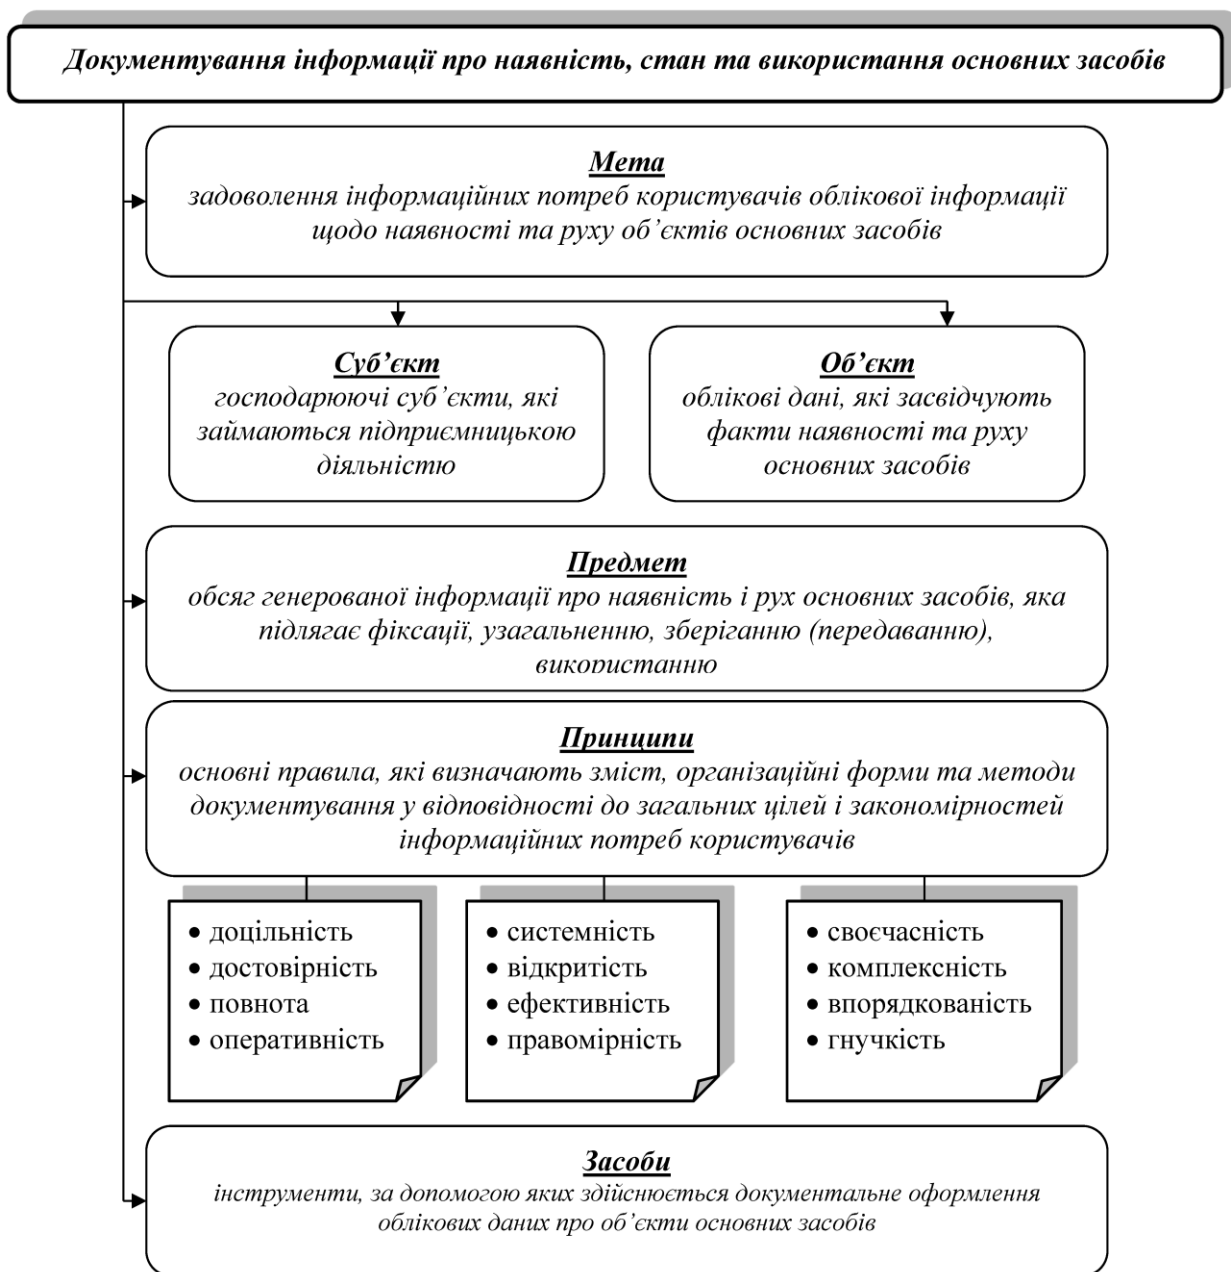 Документування інформації про наявність, стан та використання основних засобів
Мета
задоволення інформаційних потреб користувачів облікової інформації
щодо наявності та руху об’єктів основних засобів
Суб’єкт
господарюючі суб’єкти, які
займаються підприємницькою
діяльністю
Об’єкт
облікові дані, які засвідчують
факти наявності та руху
основних засобів
Предмет
обсяг генерованої інформації про наявність і рух основних засобів, яка
підлягає фіксації, узагальненню, зберіганню (передаванню),
використанню
Принципи
основні правила, які визначають зміст, організаційні форми та методи
документування у відповідності до загальних цілей і закономірностей
інформаційних потреб користувачів
• доцільність
• достовірність
• повнота
• оперативність
• системність
• відкритість
• ефективність
• правомірність
• своєчасність
• комплексність
• впорядкованість
• гнучкість
Засоби
інструменти, за допомогою яких здійснюється документальне оформлення
облікових даних про об’єкти основних засобів